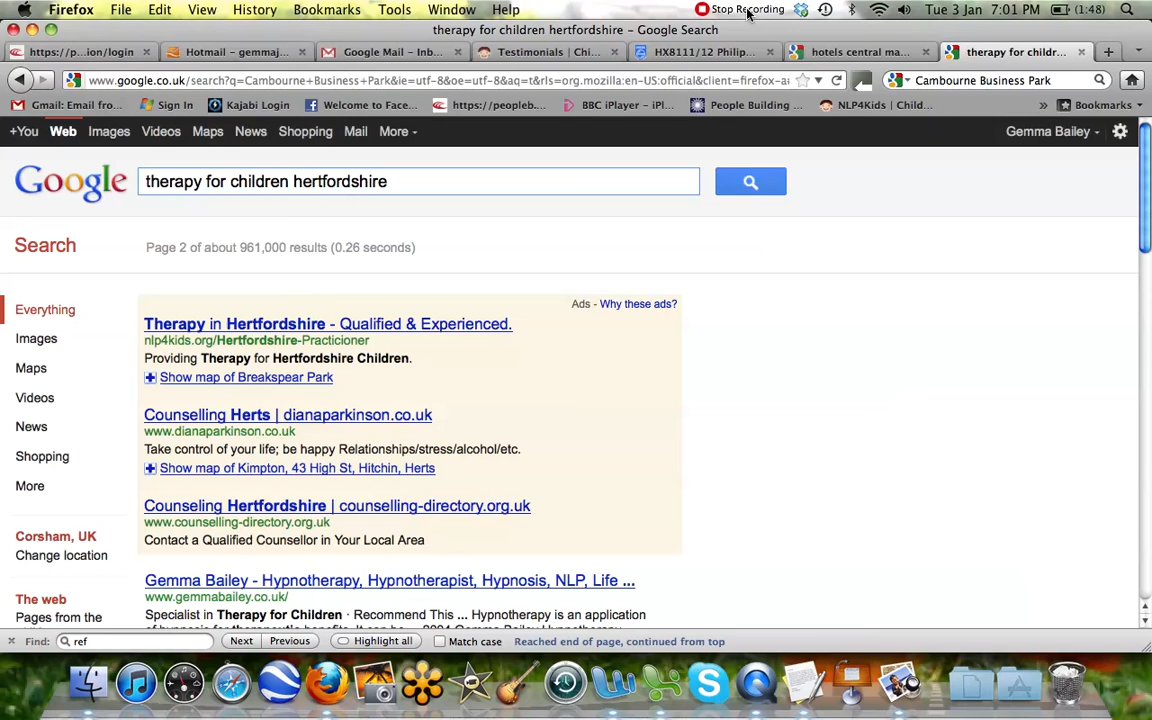 Firefox File Edit View History Bookmarks Tools Window Help Stop Recording Tue 3 Jan 7:01 PM (1:48)
therapy for children hertfordshire - Google Search
https://p...ion/login Hotmail - gemmaj... Google Mail - Inb... Testimonials | Chi... HX8111/12 Philip... hotels central ma... therapy for childr...
www.google.co.uk/search?q=Cambourne Business Park&ie=utf-8&oe=utf-8&aq=t&rls=org.mozilla:en-US:official&client=firefox-a& Cambourne Business Park
Gmail: Email fro... Sign In Kajabi Login Welcome to Face... https://peopleb... BBC iPlayer – iPl... People Building ... NLP4Kids | Child... » Bookmarks
+You Web Images Videos Maps News Shopping Mail More Gemma Bailey
Google therapy for children hertfordshire
Search Page 2 of about 961,000 results (0.26 seconds)
Everything
Images
Maps
Videos
News
Shopping
More
Corsham, UK
Change location
The web
Pages from the
Ads - Why these ads?
Therapy in Hertfordshire - Qualified & Experienced.
nlp4kids.org/Hertfordshire-Practicioner
Providing Therapy for Hertfordshire Children.
Show map of Breakspear Park
Counselling Herts | dianaparkinson.co.uk
www.dianaparkinson.co.uk
Take control of your life; be happy Relationships/stress/alcohol/etc.
Show map of Kimpton, 43 High St, Hitchin, Herts
Counseling Hertfordshire | counselling-directory.org.uk
www.counselling-directory.org.uk
Contact a Qualified Counsellor in Your Local Area
Gemma Bailey - Hypnotherapy, Hypnotherapist, Hypnosis, NLP, Life ...
www.gemmabailey.co.uk/
Specialist in Therapy for Children · Recommend This ... Hypnotherapy is an application
Find: ref Next Previous Highlight all Match case Reached end of page, continued from top